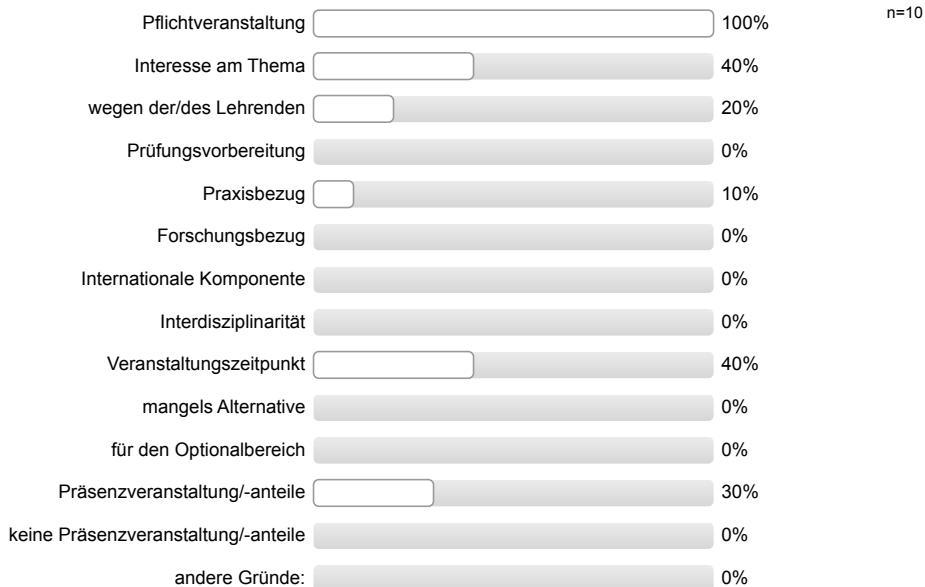 n=10
Pflichtveranstaltung 100%
Interesse am Thema 40%
wegen der/des Lehrenden 20%
Prüfungsvorbereitung 0%
Praxisbezug 10%
Forschungsbezug 0%
Internationale Komponente 0%
Interdisziplinarität 0%
Veranstaltungszeitpunkt 40%
mangels Alternative 0%
für den Optionalbereich 0%
Präsenzveranstaltung/-anteile 30%
keine Präsenzveranstaltung/-anteile 0%
andere Gründe: 0%